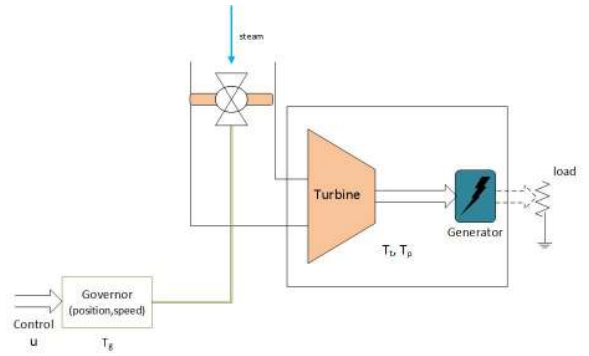 steam
load
Turbine
Generator
Tt, Tp
Governor
(position,speed)
Control
u
Tg